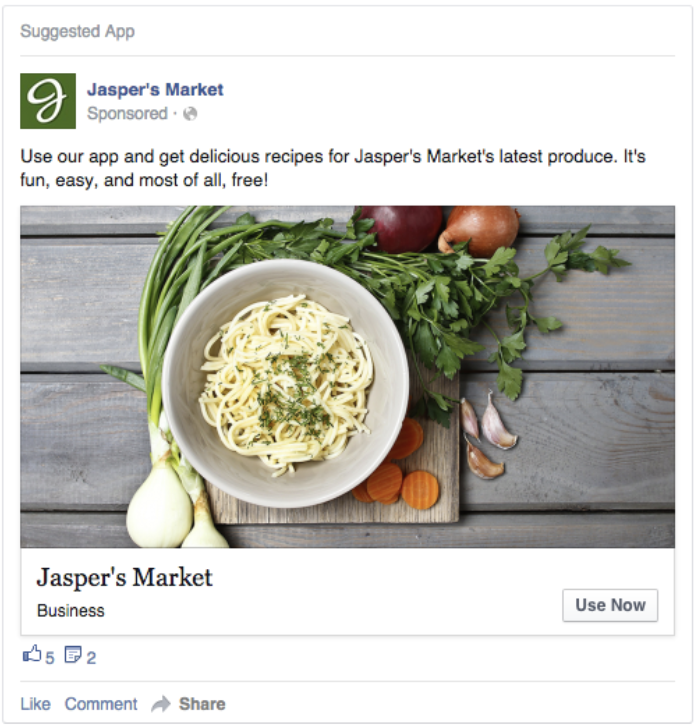 Suggested App
Jasper's Market
Sponsored ·
Use our app and get delicious recipes for Jasper's Market's latest produce. It's
fun, easy, and most of all, free!
Jasper's Market
Business
Use Now
5 2
Like Comment Share